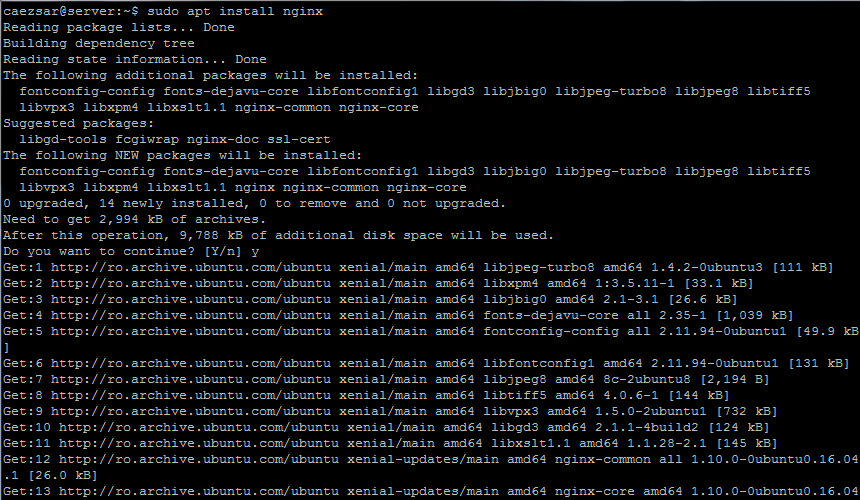 caezsar@server:~$ sudo apt install nginx
Reading package lists... Done
Building dependency tree
Reading state information... Done
The following additional packages will be installed:
  fontconfig-config fonts-dejavu-core libfontconfig1 libgd3 libjbig0 libjpeg-turbo8 libjpeg8 libtiff5
  libvpx3 libxpm4 libxslt1.1 nginx-common nginx-core
Suggested packages:
  libgd-tools fcgiwrap nginx-doc ssl-cert
The following NEW packages will be installed:
  fontconfig-config fonts-dejavu-core libfontconfig1 libgd3 libjbig0 libjpeg-turbo8 libjpeg8 libtiff5
  libvpx3 libxpm4 libxslt1.1 nginx nginx-common nginx-core
0 upgraded, 14 newly installed, 0 to remove and 0 not upgraded.
Need to get 2,994 kB of archives.
After this operation, 9,788 kB of additional disk space will be used.
Do you want to continue? [Y/n] y
Get:1 http://ro.archive.ubuntu.com/ubuntu xenial/main amd64 libjpeg-turbo8 amd64 1.4.2-0ubuntu3 [111 kB]
Get:2 http://ro.archive.ubuntu.com/ubuntu xenial/main amd64 libxpm4 amd64 1:3.5.11-1 [33.1 kB]
Get:3 http://ro.archive.ubuntu.com/ubuntu xenial/main amd64 libjbig0 amd64 2.1-3.1 [26.6 kB]
Get:4 http://ro.archive.ubuntu.com/ubuntu xenial/main amd64 fonts-dejavu-core all 2.35-1 [1,039 kB]
Get:5 http://ro.archive.ubuntu.com/ubuntu xenial/main amd64 fontconfig-config all 2.11.94-0ubuntu1 [49.9 kB
]
Get:6 http://ro.archive.ubuntu.com/ubuntu xenial/main amd64 libfontconfig1 amd64 2.11.94-0ubuntu1 [131 kB]
Get:7 http://ro.archive.ubuntu.com/ubuntu xenial/main amd64 libjpeg8 amd64 8c-2ubuntu8 [2,194 B]
Get:8 http://ro.archive.ubuntu.com/ubuntu xenial/main amd64 libtiff5 amd64 4.0.6-1 [144 kB]
Get:9 http://ro.archive.ubuntu.com/ubuntu xenial/main amd64 libvpx3 amd64 1.5.0-2ubuntu1 [732 kB]
Get:10 http://ro.archive.ubuntu.com/ubuntu xenial/main amd64 libgd3 amd64 2.1.1-4build2 [124 kB]
Get:11 http://ro.archive.ubuntu.com/ubuntu xenial/main amd64 libxslt1.1 amd64 1.1.28-2.1 [145 kB]
Get:12 http://ro.archive.ubuntu.com/ubuntu xenial-updates/main amd64 nginx-common all 1.10.0-0ubuntu0.16.04
.1 [26.0 kB]
Get:13 http://ro.archive.ubuntu.com/ubuntu xenial-updates/main amd64 nginx-core amd64 1.10.0-0ubuntu0.16.04